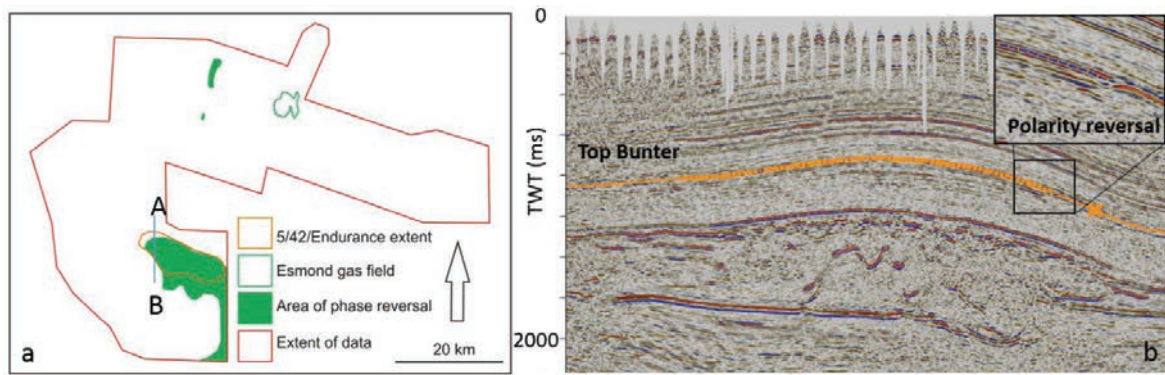 A
B
5/42/Endurance extent
Esmond gas field
Area of phase reversal
Extent of data
20 km
a
0
TWT (ms)
2000
Top Bunter
Polarity reversal
b